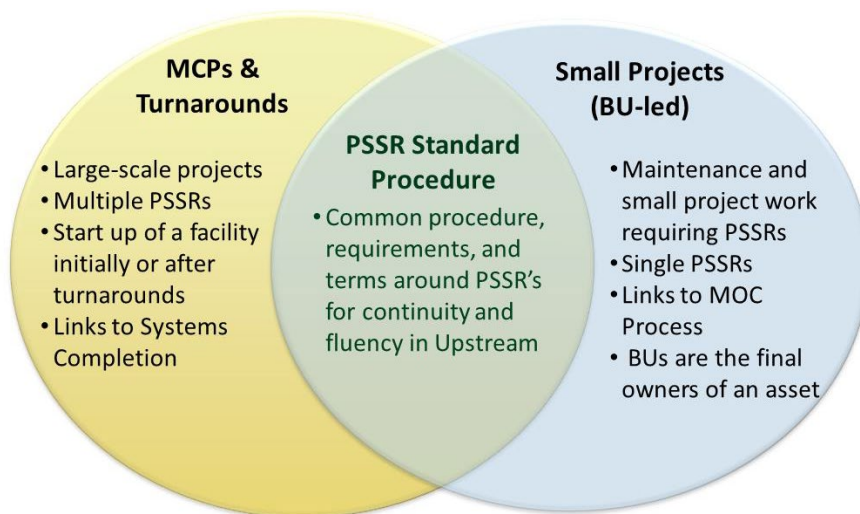 MCPs &
Turnarounds
• Large-scale projects
• Multiple PSSRs
• Start up of a facility
initially or after
turnarounds
• Links to Systems
Completion
PSSR Standard
Procedure
• Common procedure,
requirements, and
terms around PSSR’s
for continuity and
fluency in Upstream
Small Projects
(BU-led)
• Maintenance and
small project work
requiring PSSRs
• Single PSSRs
• Links to MOC
Process
• BUs are the final
owners of an asset